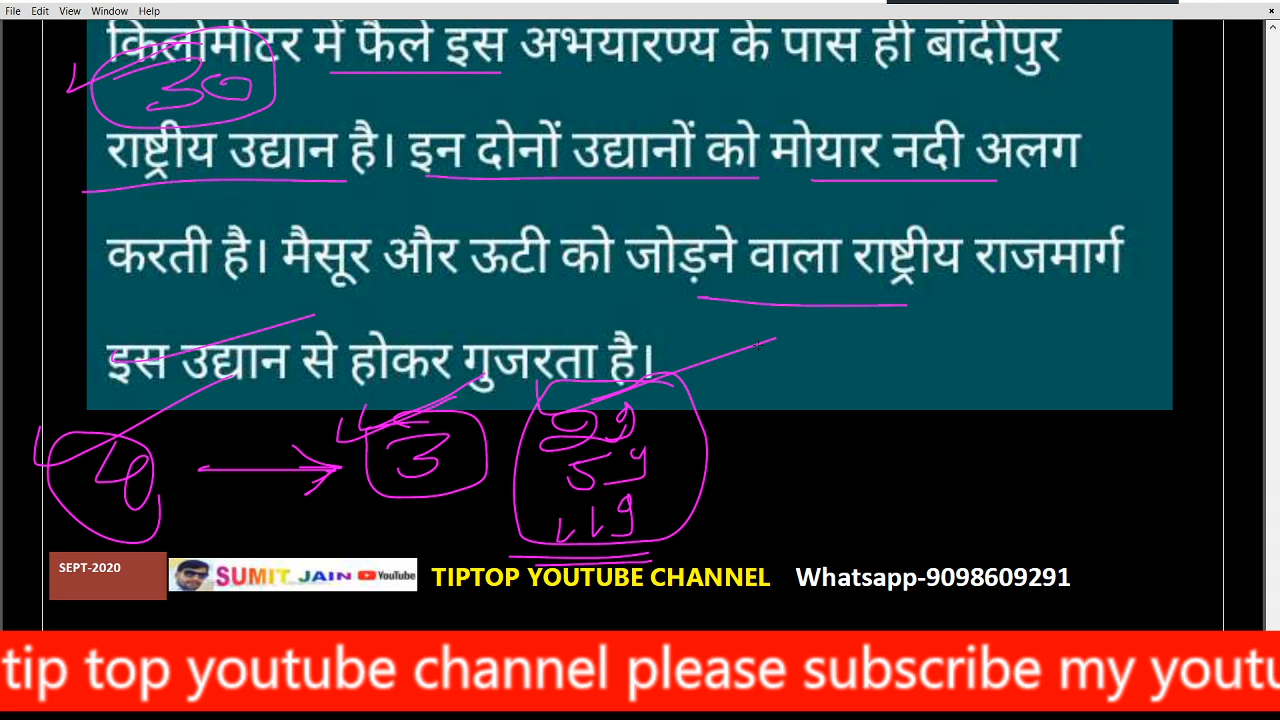 File Edit View Window Help
किलोमीटर में फैले इस अभयारण्य के पास ही बांदीपुर
30
राष्ट्रीय उद्यान है। इन दोनों उद्यानों को मोयार नदी अलग
करती है। मैसूर और ऊटी को जोड़ने वाला राष्ट्रीय राजमार्ग
इस उद्यान से होकर गुजरता है।
3
SEPT-2020
SUMIT JAIN YouTube
TIPTOP YOUTUBE CHANNEL Whatsapp-9098609291
tip top youtube channel please subscribe my youtu